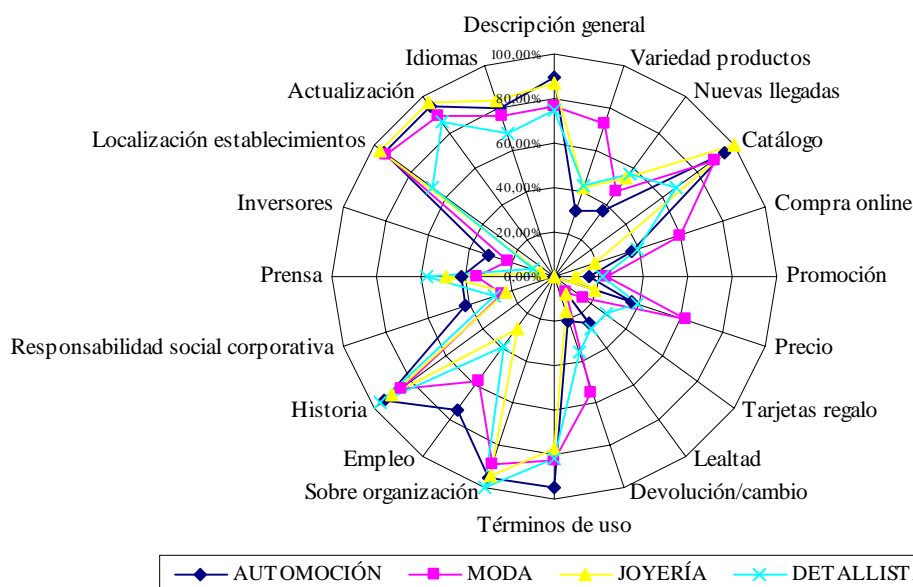 Descripción general
Idiomas
Variedad productos
Actualización
Nuevas llegadas
Localización establecimientos
Catálogo
Inversores
Compra online
Prensa
Promoción
Responsabilidad social corporativa
Precio
Historia
Tarjetas regalo
Empleo
Lealtad
Sobre organización
Devolución/cambio
Términos de uso
100,00%
80,00%
60,00%
40,00%
20,00%
0,00%
AUTOMOCIÓN MODA JOYERÍA DETALLIST